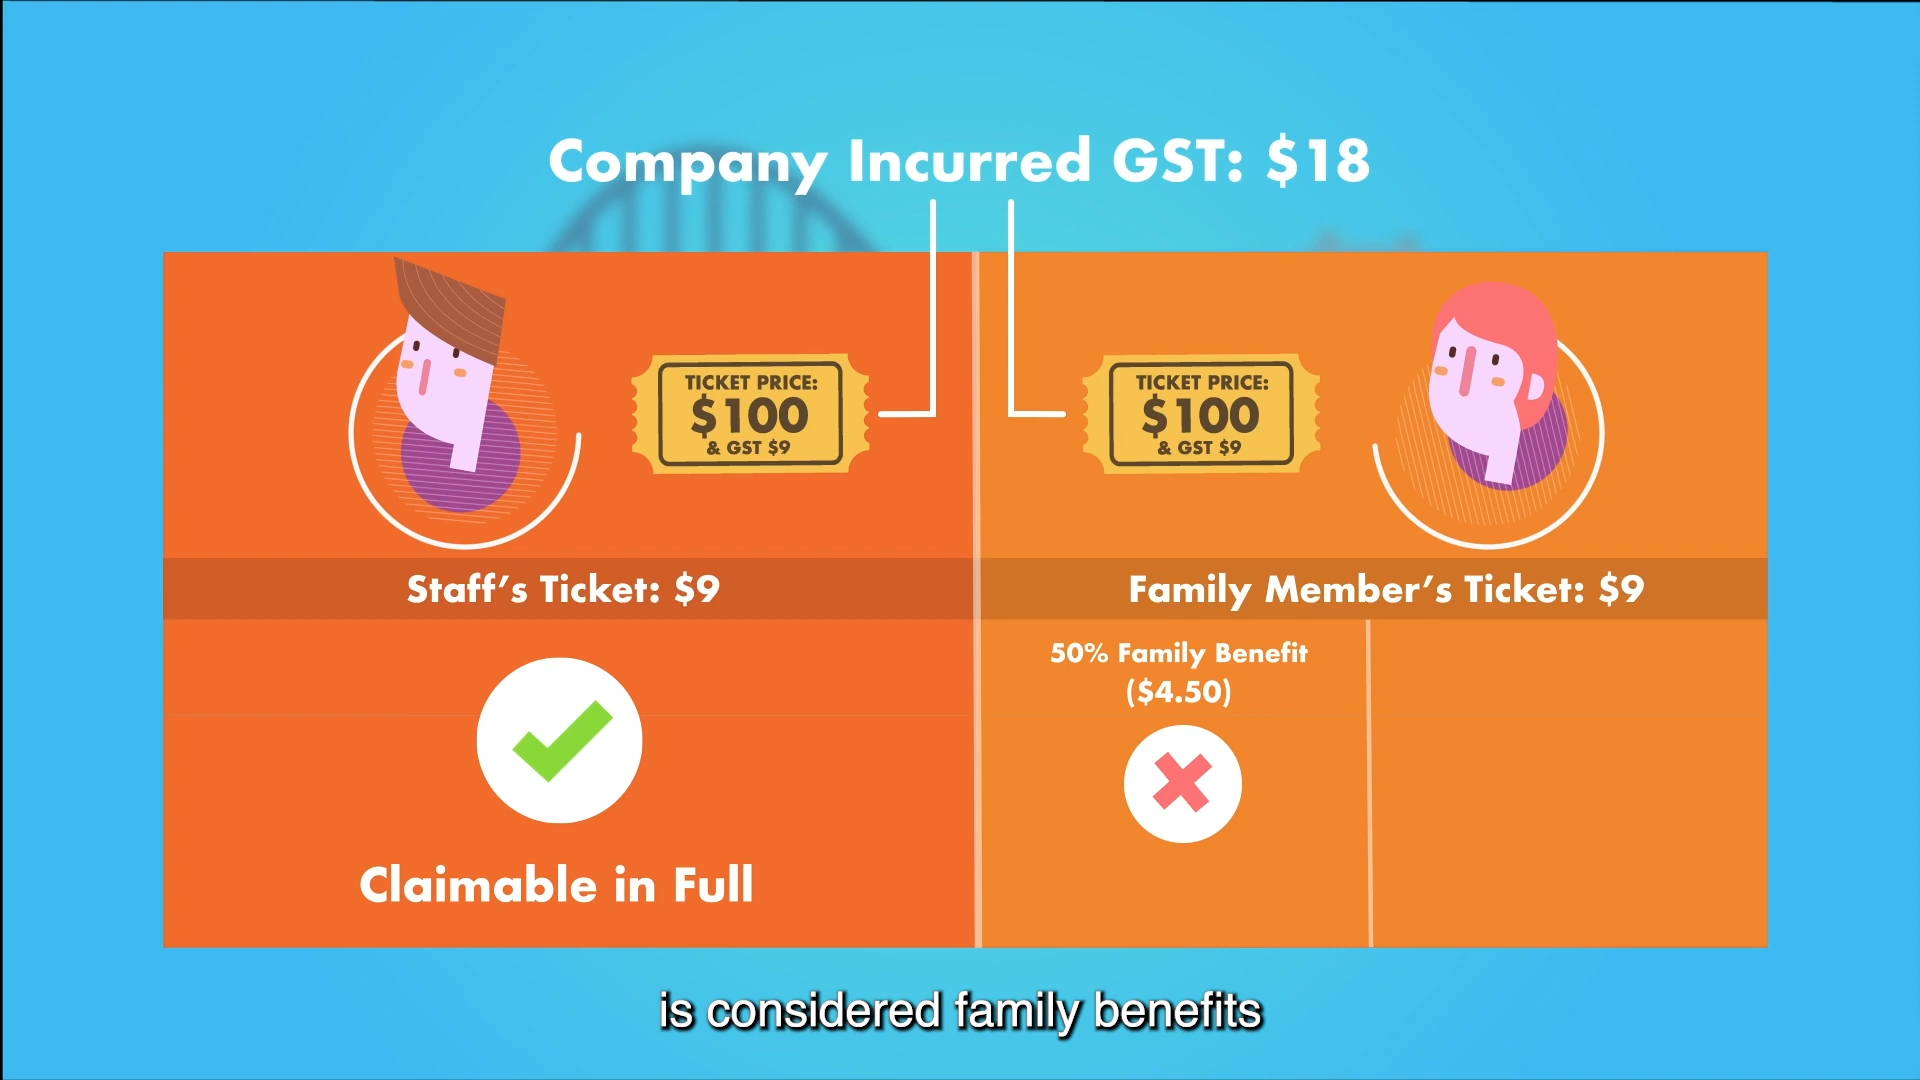 Company Incurred GST: $18
TICKET PRICE:
$100
& GST $9
TICKET PRICE:
$100
& GST $9
Staff's Ticket: $9
Family Member's Ticket: $9
50% Family Benefit
($4.50)
Claimable in Full
is considered family benefits